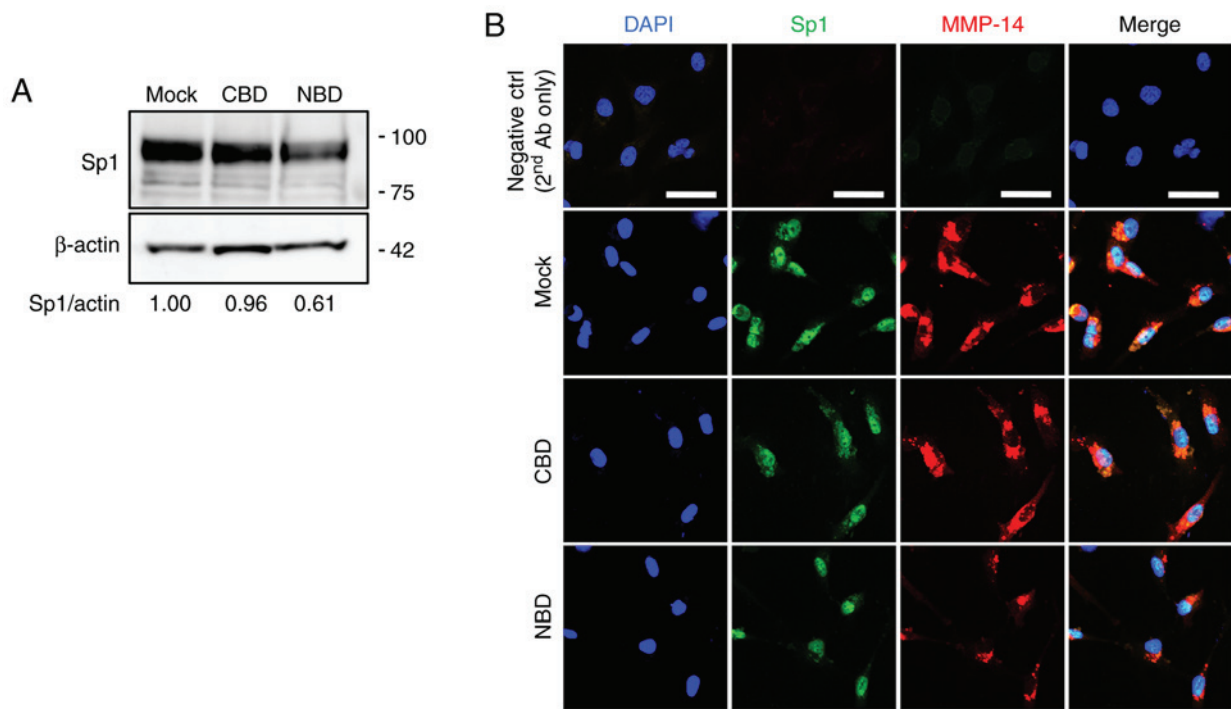 A
Mock CBD NBD
Sp1
- 100
- 75
β-actin
- 42
Sp1/actin 1.00 0.96 0.61
B
DAPI Sp1 MMP-14 Merge
Negative ctrl
(2nd Ab only)
Mock
CBD
NBD